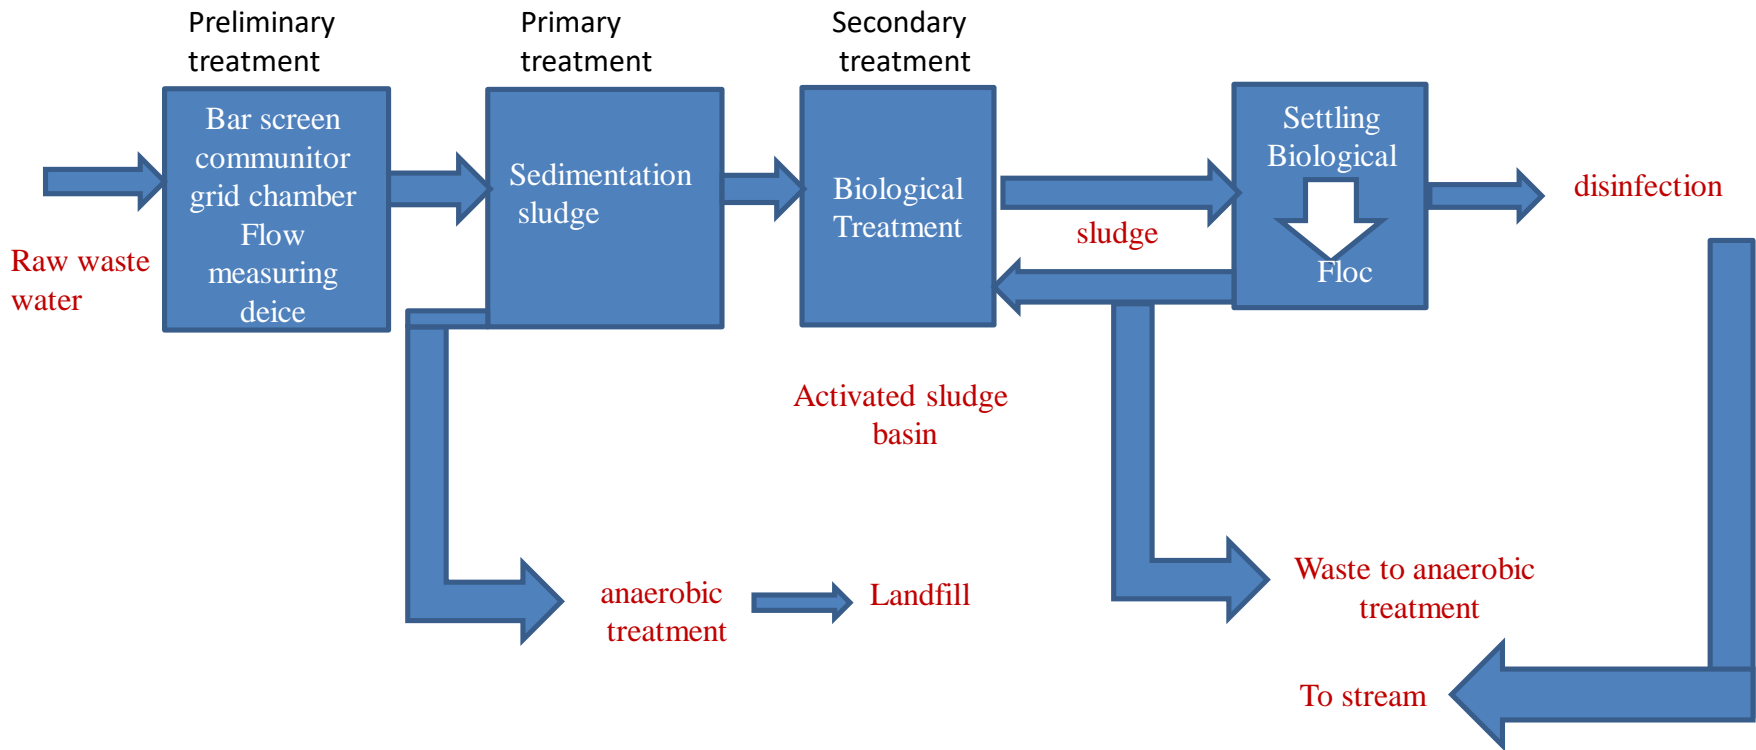 Preliminary
treatment
Primary
treatment
Secondary
treatment
Bar screen
communitor
grid chamber
Flow
measuring
deice
Sedimentation
sludge
Biological
Treatment
Settling
Biological
Floc
Raw waste
water
sludge
disinfection
Activated sludge
basin
anaerobic
treatment
Landfill
Waste to anaerobic
treatment
To stream